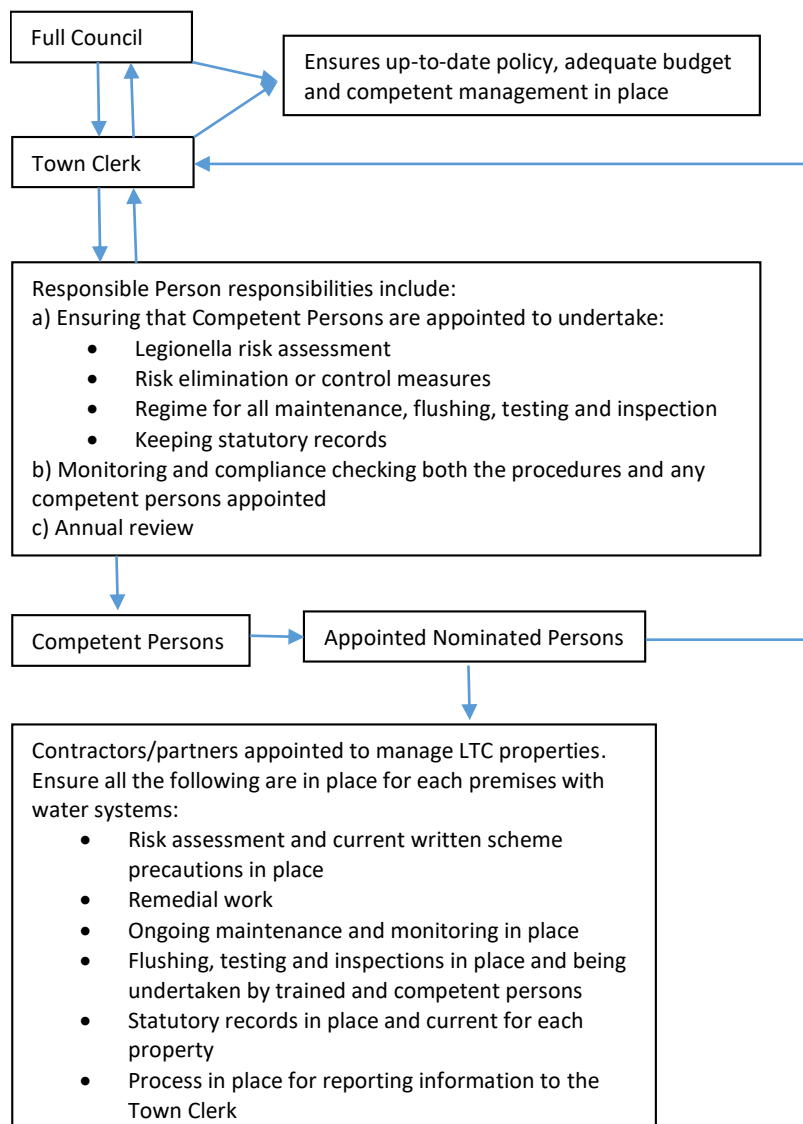 Full Council
Ensures up-to-date policy, adequate budget
and competent management in place
Town Clerk
Responsible Person responsibilities include:
a) Ensuring that Competent Persons are appointed to undertake:
• Legionella risk assessment
• Risk elimination or control measures
• Regime for all maintenance, flushing, testing and inspection
• Keeping statutory records
b) Monitoring and compliance checking both the procedures and any
competent persons appointed
c) Annual review
Competent Persons
Appointed Nominated Persons
Contractors/partners appointed to manage LTC properties.
Ensure all the following are in place for each premises with
water systems:
• Risk assessment and current written scheme
precautions in place
• Remedial work
• Ongoing maintenance and monitoring in place
• Flushing, testing and inspections in place and being
undertaken by trained and competent persons
• Statutory records in place and current for each
property
• Process in place for reporting information to the
Town Clerk